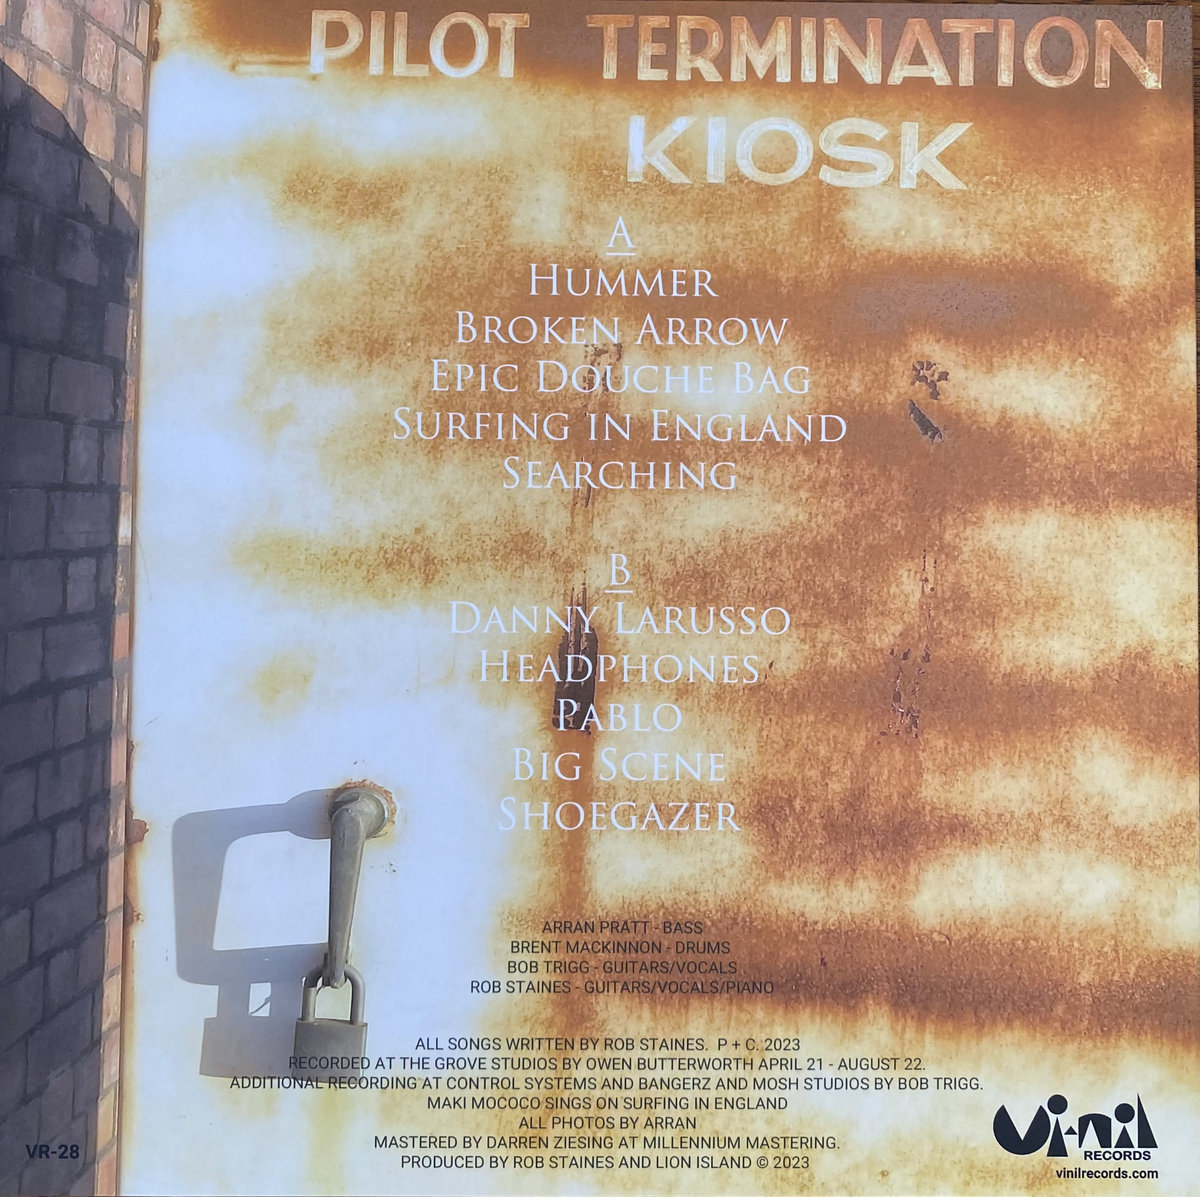 PILOT TERMINATION
KIOSK
A
HUMMER
BROKEN ARROW
EPIC DOUCHE BAG
SURFING IN ENGLAND
SEARCHING
B
DANNY LARUSSO
HEADPHONES
PABLO
BIG SCENE
SHOEGAZER
ARRAN PRATT - BASS
BRENT MACKINNON - DRUMS
BOB TRIGG - GUITARS/VOCALS
ROB STAINES - GUITARS/VOCALS/PIANO
ALL SONGS WRITTEN BY ROB STAINES. P + C. 2023
RECORDED AT THE GROVE STUDIOS BY OWEN BUTTERWORTH APRIL 21 - AUGUST 22.
ADDITIONAL RECORDING AT CONTROL SYSTEMS AND BANGERZ AND MOSH STUDIOS BY BOB TRIGG.
MAKI MOCOCO SINGS ON SURFING IN ENGLAND
ALL PHOTOS BY ARRAN
MASTERED BY DARREN ZIESING AT MILLENNIUM MASTERING.
PRODUCED BY ROB STAINES AND LION ISLAND © 2023
VR-28
Vi-nil
RECORDS
vinilrecords.com